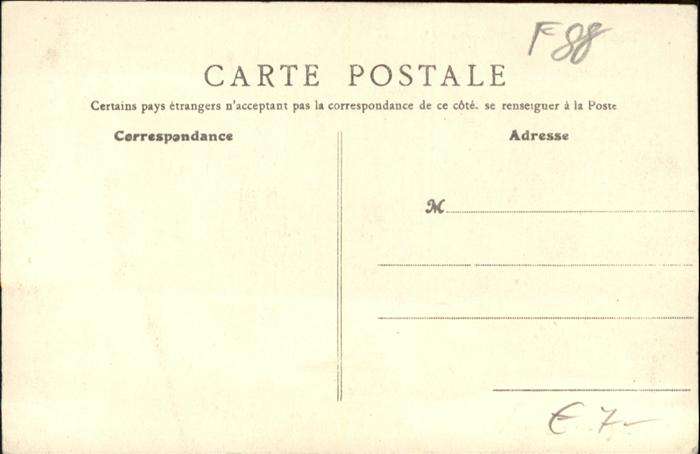 F 88
CARTE POSTALE
Certains pays étrangers n'acceptant pas la correspondance de ce côté. se renseigner à la Poste
Correspondance
Adresse
M
€ 7-